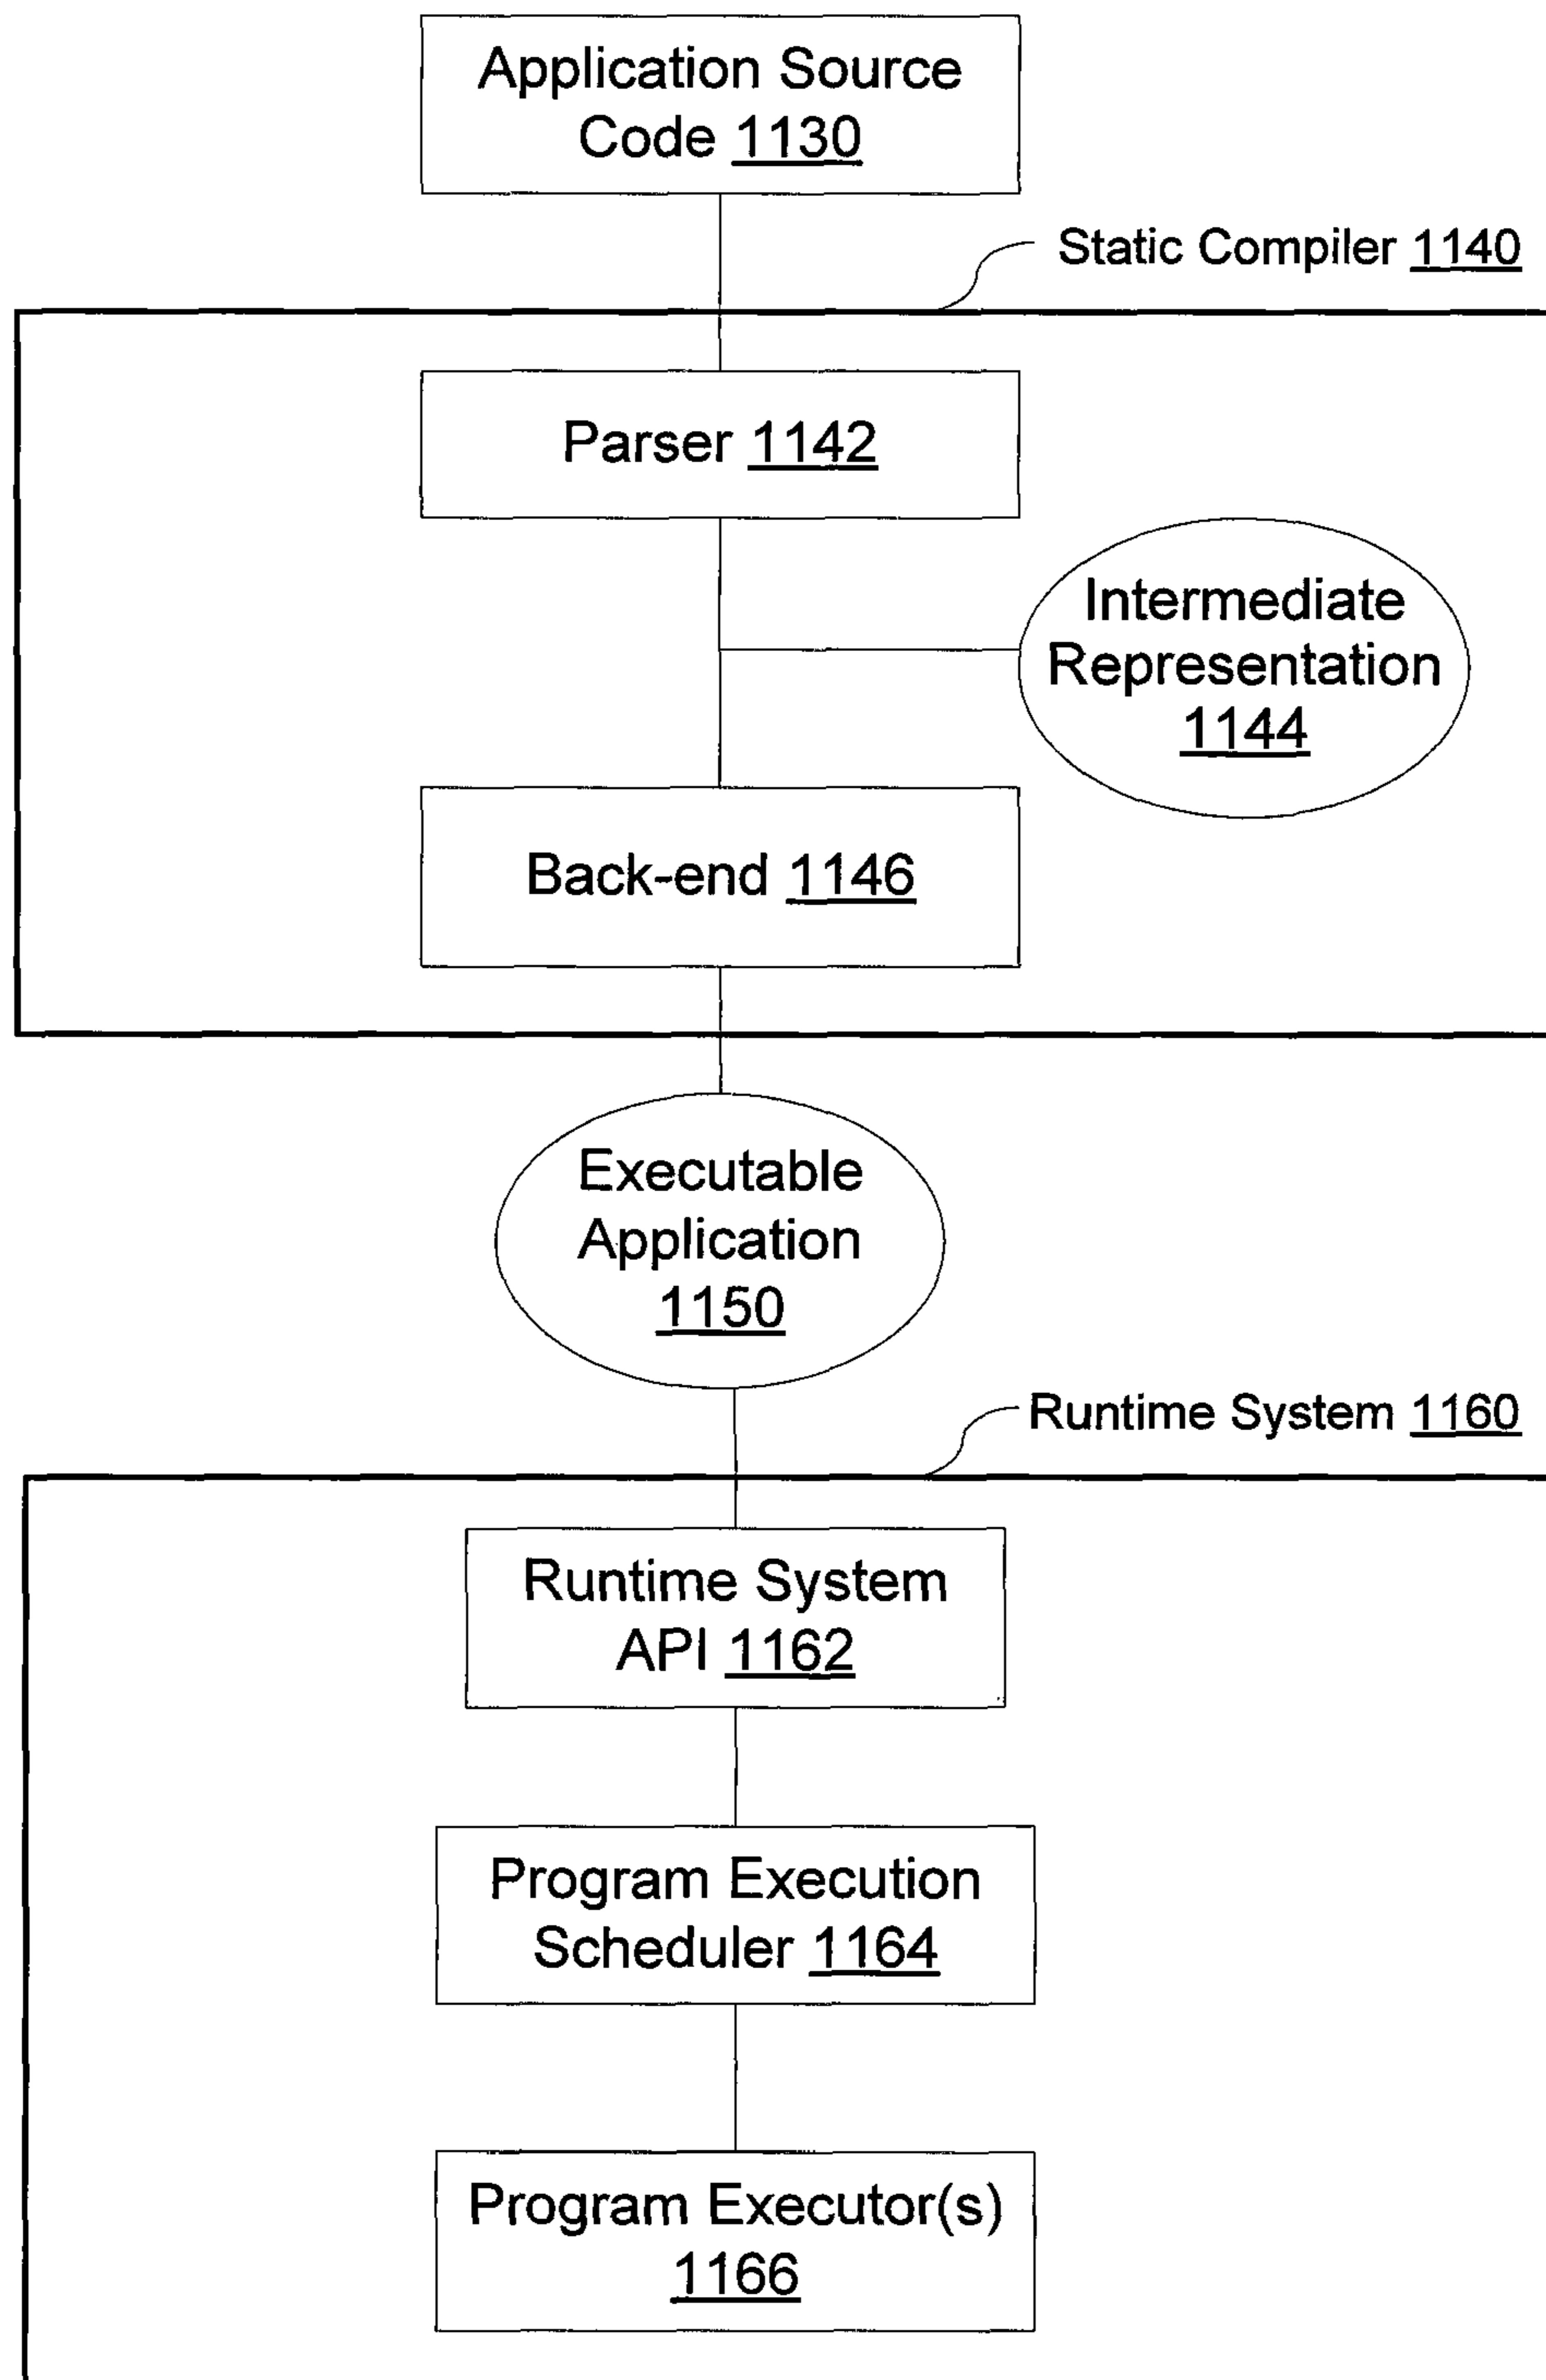 Application Source
Code 1130
Static Compiler 1140
Parser 1142
Intermediate
Representation
1144
Back-end 1146
Executable
Application
1150
Runtime System 1160
Runtime System
API 1162
Program Execution
Scheduler 1164
Program Executor(s)
1166